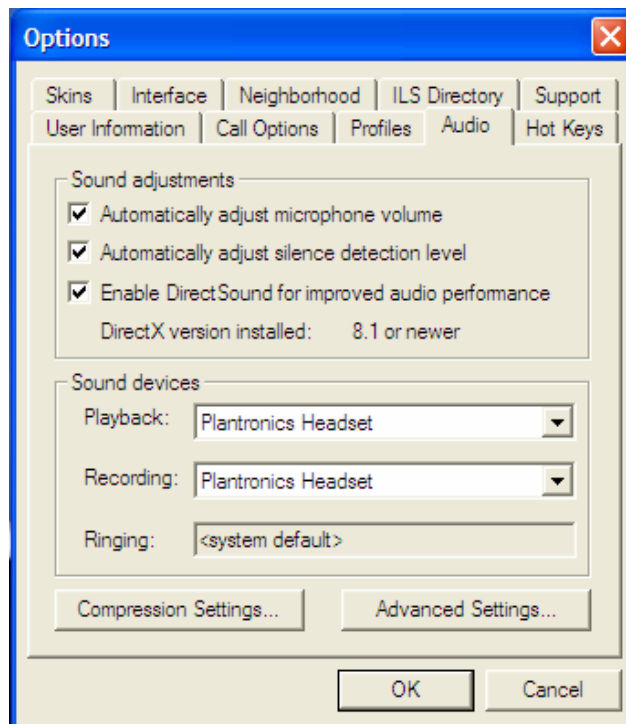 Options
Skins Interface Neighborhood ILS Directory Support
User Information Call Options Profiles Audio Hot Keys
Sound adjustments
Automatically adjust microphone volume
Automatically adjust silence detection level
Enable DirectSound for improved audio performance
DirectX version installed: 8.1 or newer
Sound devices
Playback: Plantronics Headset
Recording: Plantronics Headset
Ringing: <system default>
Compression Settings... Advanced Settings...
OK Cancel